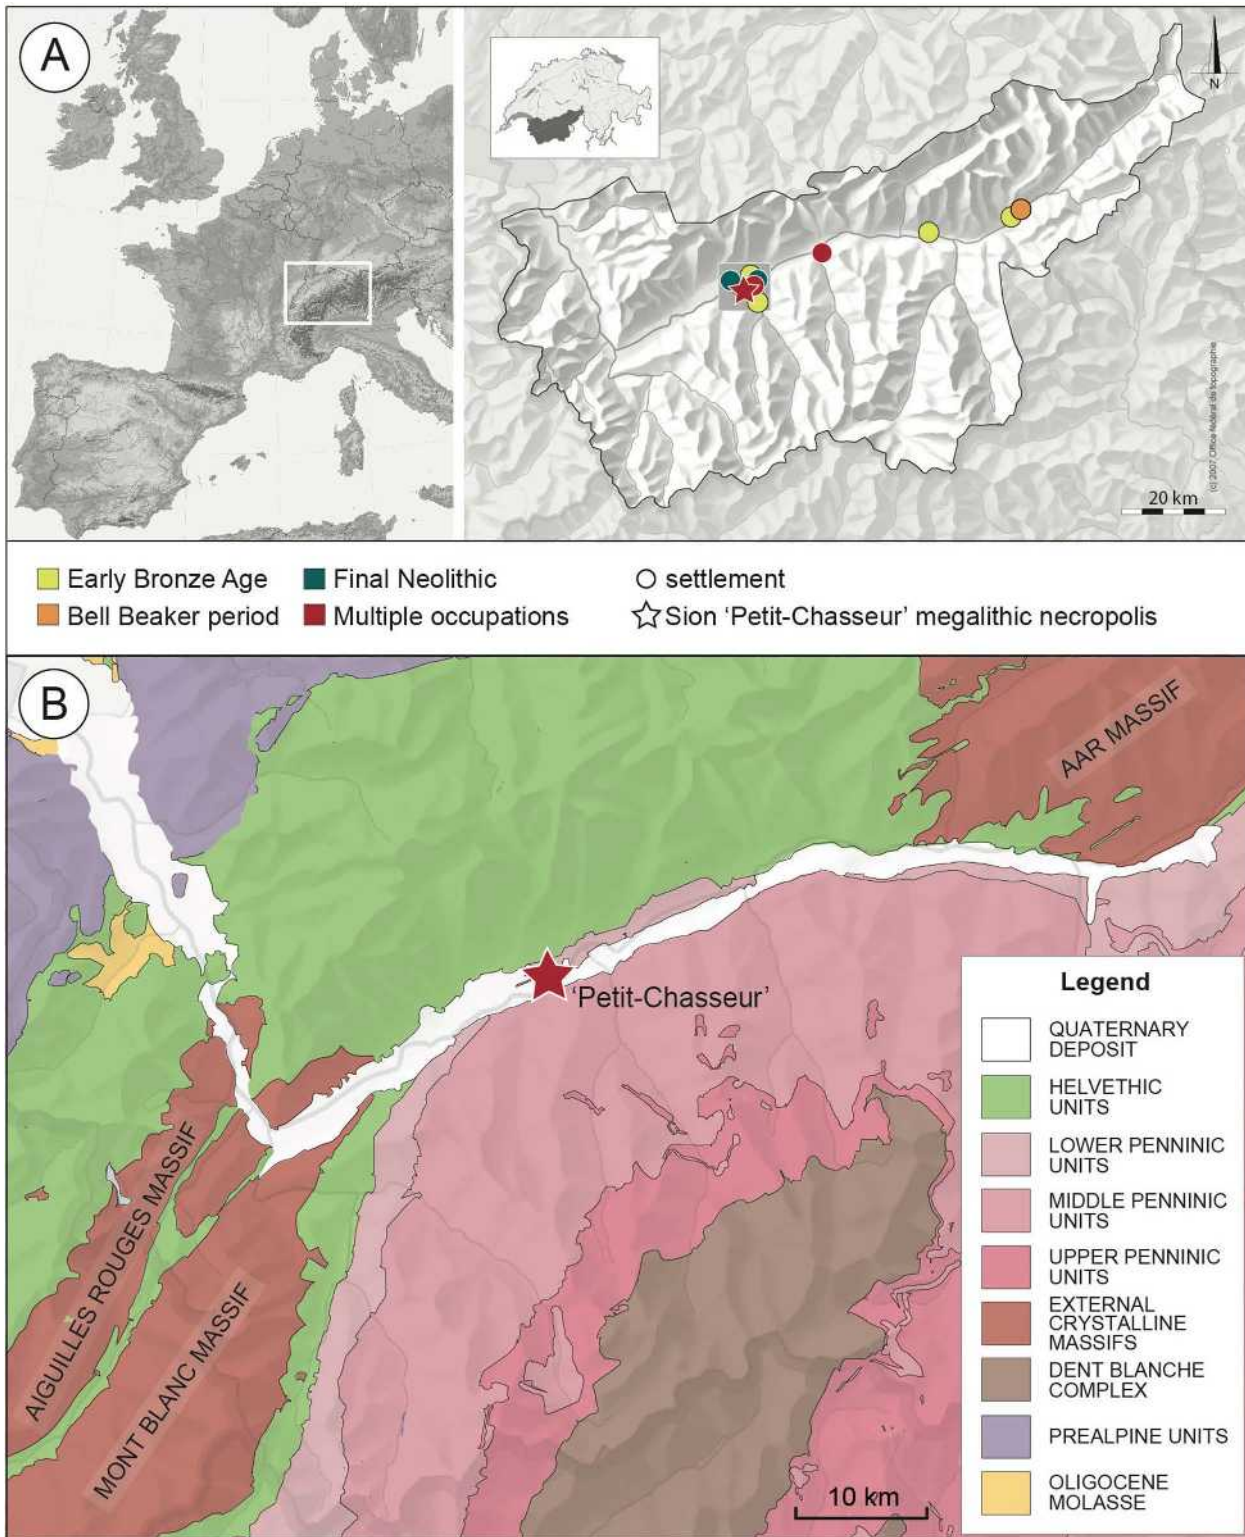 A
N
(c) 2007 Office fédéral de topographie
20 km
Early Bronze Age
Final Neolithic
settlement
Bell Beaker period
Multiple occupations
Sion ‘Petit-Chasseur’ megalithic necropolis
B
AAR MASSIF
‘Petit-Chasseur’
AIGUILLES ROUGES MASSIF
MONT BLANC MASSIF
10 km
Legend
QUATERNARY
DEPOSIT
HELVETHIC
UNITS
LOWER PENNINIC
UNITS
MIDDLE PENNINIC
UNITS
UPPER PENNINIC
UNITS
EXTERNAL
CRYSTALLINE
MASSIFS
DENT BLANCHE
COMPLEX
PREALPINE UNITS
OLIGOCENE
MOLASSE